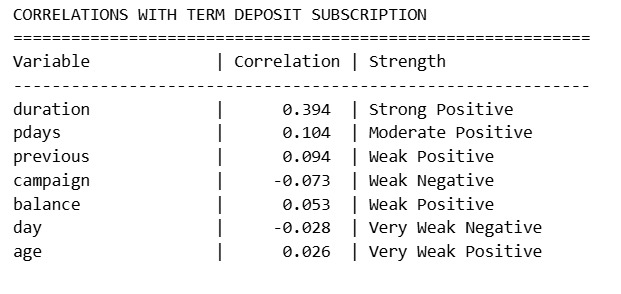 CORRELATIONS WITH TERM DEPOSIT SUBSCRIPTION
============================================================
Variable             | Correlation | Strength
------------------------------------------------------------
duration             |      0.394  | Strong Positive
pdays                |      0.104  | Moderate Positive
previous             |      0.094  | Weak Positive
campaign             |     -0.073  | Weak Negative
balance              |      0.053  | Weak Positive
day                  |     -0.028  | Very Weak Negative
age                  |      0.026  | Very Weak Positive